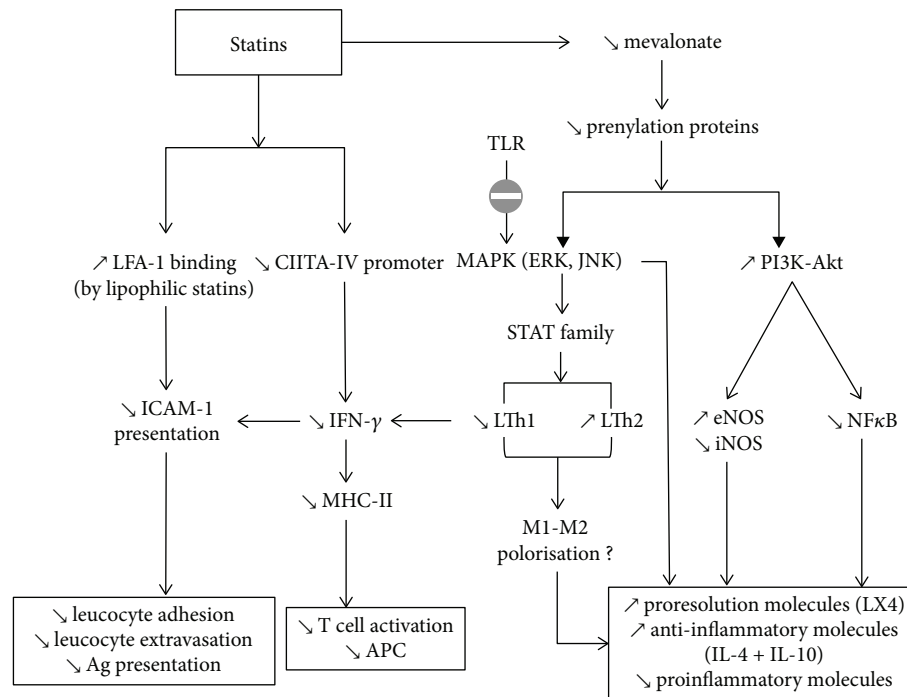 Statins
↘ mevalonate
↘ prenylation proteins
TLR
↗ LFA-1 binding
(by lipophilic statins)
↘ CIITA-IV promoter
MAPK (ERK, JNK)
↗ PI3K-Akt
STAT family
↘ ICAM-1
presentation
↘ IFN-γ
↘ LTh1
↗ LTh2
↗ eNOS
↘ iNOS
↘ NFκB
↘ MHC-II
M1-M2
polorisation ?
↘ leucocyte adhesion
↘ leucocyte extravasation
↘ Ag presentation
↘ T cell activation
↘ APC
↗ proresolution molecules (LX4)
↗ anti-inflammatory molecules
(IL-4 + IL-10)
↘ proinflammatory molecules